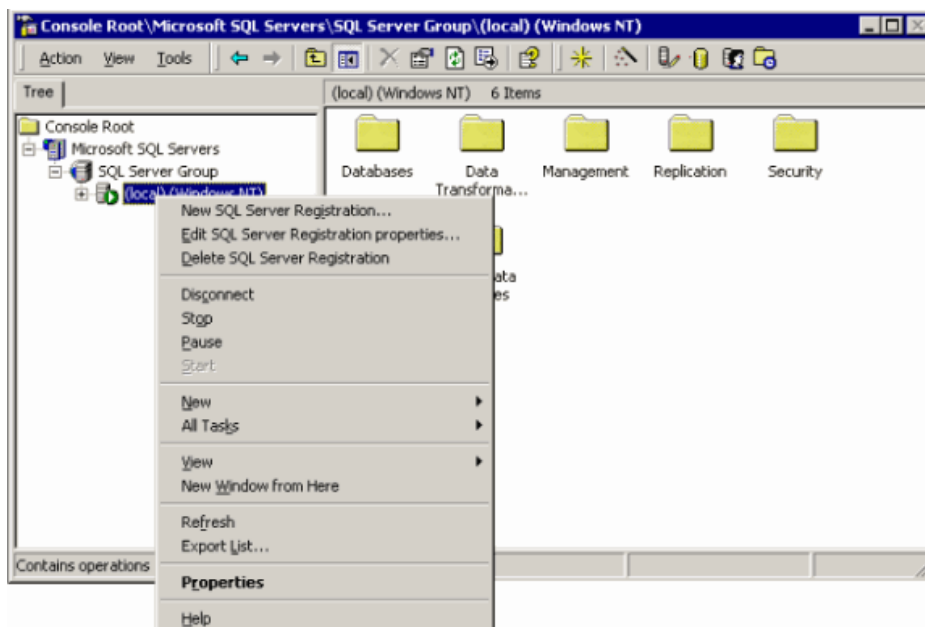 Console Root\Microsoft SQL Servers\SQL Server Group\(local) (Windows NT)
Action View Tools
Tree
(local) (Windows NT) 6 Items
Console Root
Microsoft SQL Servers
SQL Server Group
(local) (Windows NT)
Databases
Data Transforma...
Management
Replication
Security
ata
es
New SQL Server Registration...
Edit SQL Server Registration properties...
Delete SQL Server Registration
Disconnect
Stop
Pause
Start
New
All Tasks
View
New Window from Here
Refresh
Export List...
Properties
Help
Contains operations